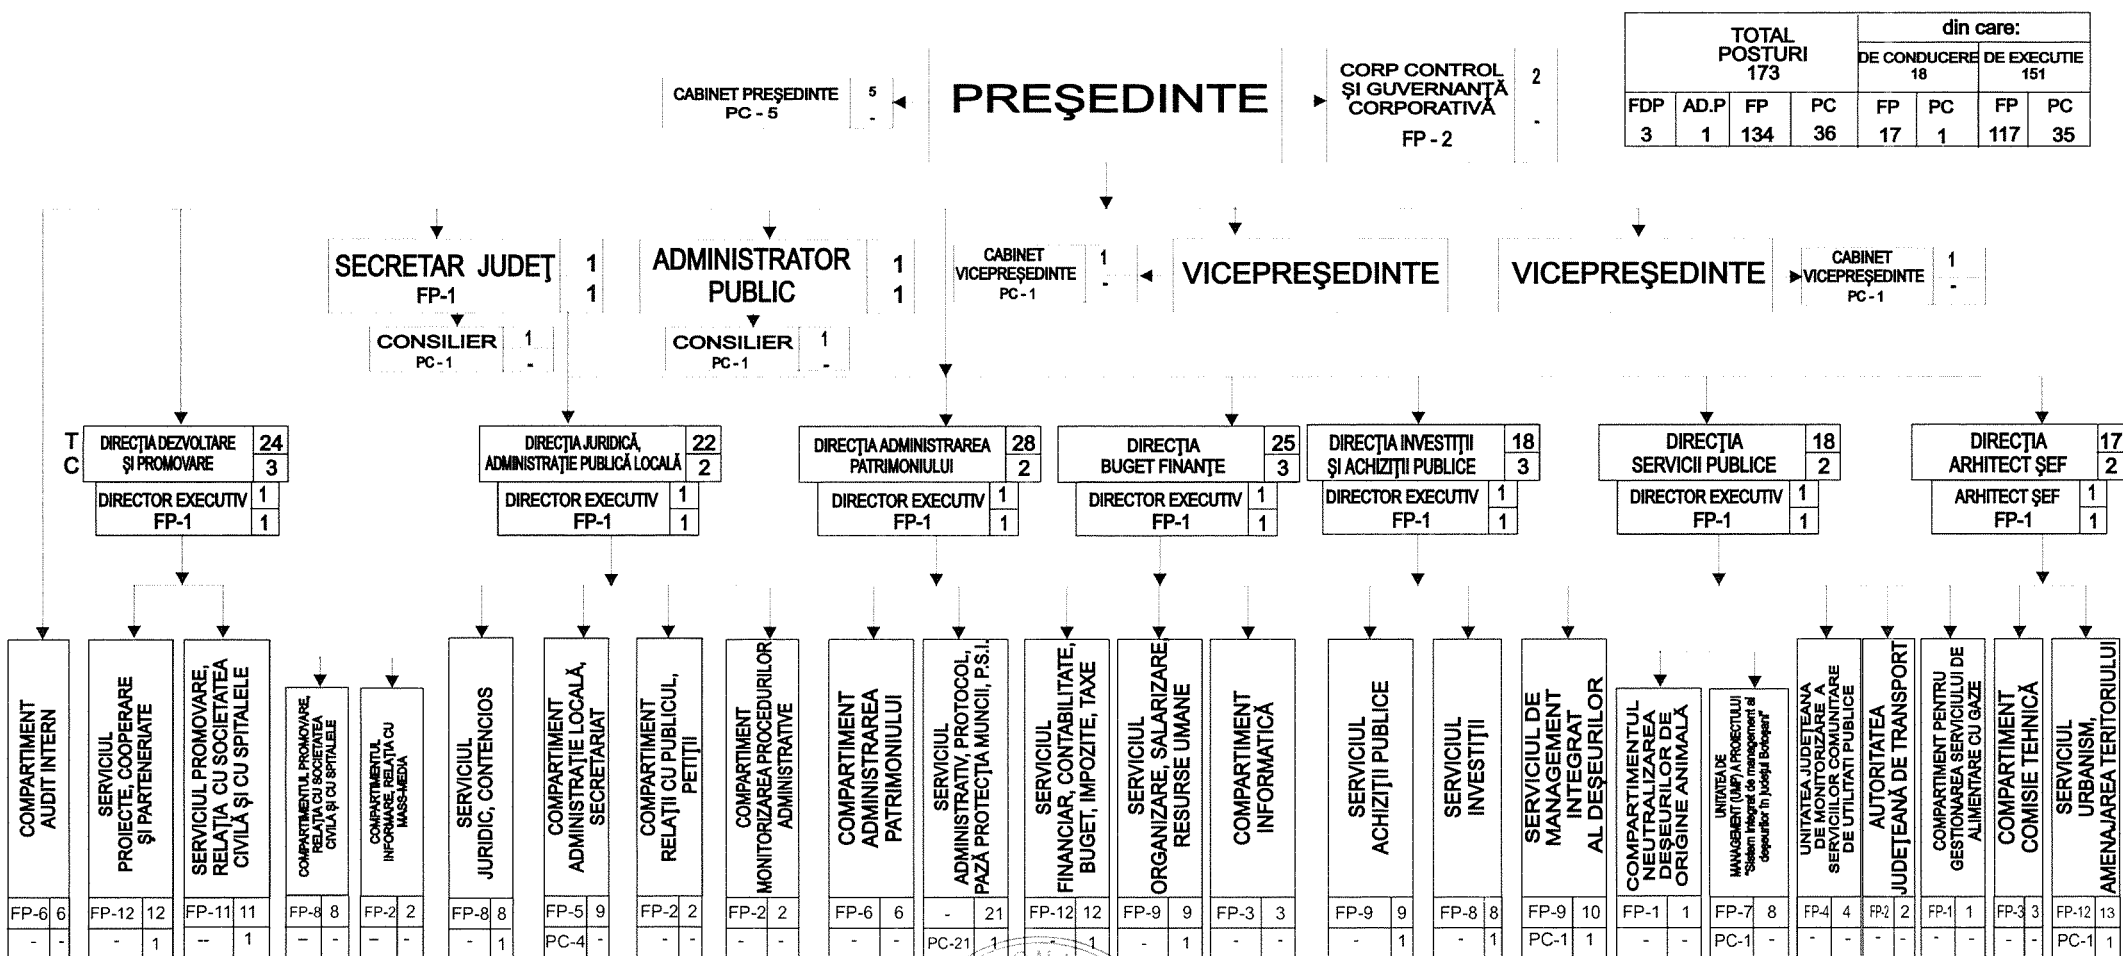 TOTAL
POSTURI
173
din care:
DE CONDUCERE
18
DE EXECUTIE
151
FDP AD.P FP PC FP PC FP PC
3 1 134 36 17 1 117 35
CABINET PREŞEDINTE
PC - 5
5
-
PREŞEDINTE
CORP CONTROL
ŞI GUVERNANŢĂ
CORPORATIVĂ
FP - 2
2
-
SECRETAR JUDEŢ
FP-1
1
1
ADMINISTRATOR
PUBLIC
1
1
CABINET
VICEPREŞEDINTE
PC - 1
1
-
VICEPREŞEDINTE
VICEPREŞEDINTE
CABINET
VICEPREŞEDINTE
PC - 1
1
-
CONSILIER
PC - 1
1
-
CONSILIER
PC - 1
1
-
T
C
DIRECŢIA DEZVOLTARE
ŞI PROMOVARE
24
3
DIRECTOR EXECUTIV
FP-1
1
1
DIRECŢIA JURIDICĂ,
ADMINISTRAŢIE PUBLICĂ LOCALĂ
22
2
DIRECTOR EXECUTIV
FP-1
1
1
DIRECŢIA ADMINISTRAREA
PATRIMONIULUI
28
2
DIRECTOR EXECUTIV
FP-1
1
1
DIRECŢIA
BUGET FINANŢE
25
3
DIRECTOR EXECUTIV
FP-1
1
1
DIRECŢIA INVESTIŢII
ŞI ACHIZIŢII PUBLICE
18
3
DIRECTOR EXECUTIV
FP-1
1
1
DIRECŢIA
SERVICII PUBLICE
18
2
DIRECTOR EXECUTIV
FP-1
1
1
DIRECŢIA
ARHITECT ŞEF
17
2
ARHITECT ŞEF
FP-1
1
1
COMPARTIMENT
AUDIT INTERN
FP-6 6
- -
SERVICIUL
PROIECTE, COOPERARE
ŞI PARTENERIATE
FP-12 12
- 1
SERVICIUL PROMOVARE,
RELAŢIA CU SOCIETATEA
CIVILĂ ŞI CU SPITALELE
FP-11 11
-- 1
COMPARTIMENTUL PROMOVARE,
RELAŢIA CU SOCIETATEA
CIVILĂ ŞI CU SPITALELE
FP-8 8
- -
COMPARTIMENTUL
INFORMARE, RELAŢIA CU
MASS-MEDIA
FP-2 2
- -
SERVICIUL
JURIDIC, CONTENCIOS
FP-8 8
- 1
COMPARTIMENT
ADMINISTRAŢIE LOCALĂ,
SECRETARIAT
FP-5 9
PC-4 -
COMPARTIMENT
RELAŢII CU PUBLICUL,
PETIŢII
FP-2 2
- -
COMPARTIMENT
MONITORIZAREA PROCEDURILOR
ADMINISTRATIVE
FP-2 2
- -
COMPARTIMENT
ADMINISTRAREA
PATRIMONIULUI
FP-6 6
- -
SERVICIUL
ADMINISTRATIV, PROTOCOL,
PAZĂ PROTECŢIA MUNCII, P.S.I.
- 21
PC-21 1
SERVICIUL
FINANCIAR, CONTABILITATE,
BUGET, IMPOZITE, TAXE
FP-12 12
- 1
SERVICIUL
ORGANIZARE, SALARIZARE,
RESURSE UMANE
FP-9 9
- 1
COMPARTIMENT
INFORMATICĂ
FP-3 3
- -
SERVICIUL
ACHIZIŢII PUBLICE
FP-9 9
- 1
SERVICIUL
INVESTIŢII
FP-8 8
- 1
SERVICIUL DE
MANAGEMENT
INTEGRAT
AL DEŞEURILOR
FP-9 10
PC-1 1
COMPARTIMENTUL
NEUTRALIZAREA
DEŞEURILOR DE
ORIGINE ANIMALĂ
FP-1 1
- -
UNITATEA DE
MANAGEMENT (UMP) A PROIECTULUI
"Sistem integrat de management al
deşeurilor în judeţul Botoşani"
FP-7 8
PC-1 -
UNITATEA JUDEŢEANA
DE MONITORIZARE A
SERVICIILOR COMUNITARE
DE UTILITATI PUBLICE
FP-4 4
- -
AUTORITATEA
JUDEŢEANĂ DE TRANSPORT
FP-2 2
- -
COMPARTIMENT PENTRU
GESTIONAREA SERVICIULUI DE
ALIMENTARE CU GAZE
FP-1 1
- -
COMPARTIMENT
COMISIE TEHNICĂ
FP-3 3
- -
SERVICIUL
URBANISM,
AMENAJAREA TERITORIULUI
FP-12 13
PC-1 1